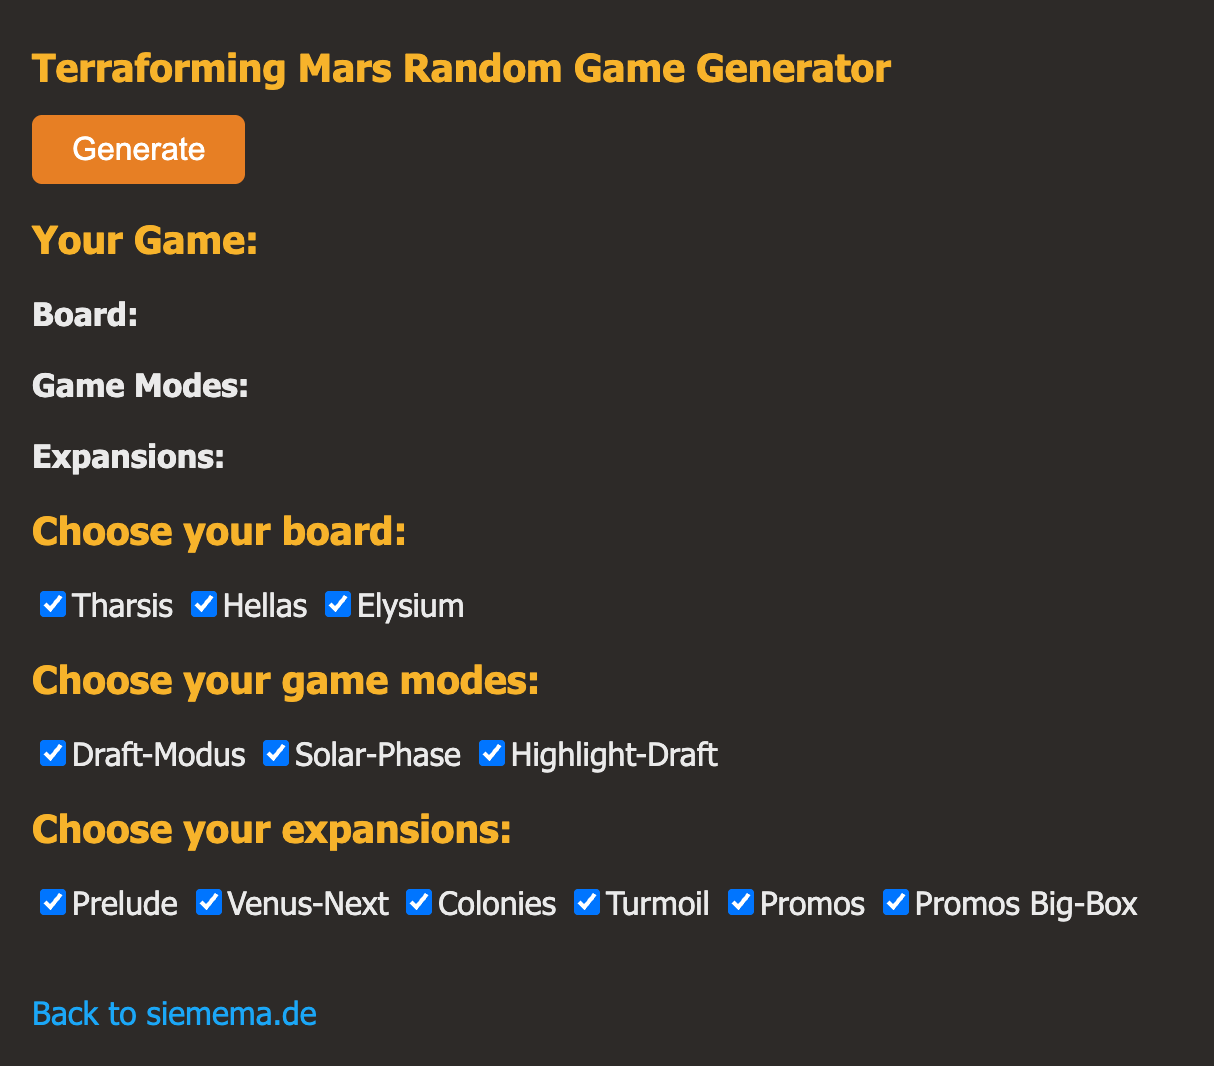 Terraforming Mars Random Game Generator
Generate
Your Game:
Board:
Game Modes:
Expansions:
Choose your board:
Tharsis Hellas Elysium
Choose your game modes:
Draft-Modus Solar-Phase Highlight-Draft
Choose your expansions:
Prelude Venus-Next Colonies Turmoil Promos Promos Big-Box
Back to siemema.de